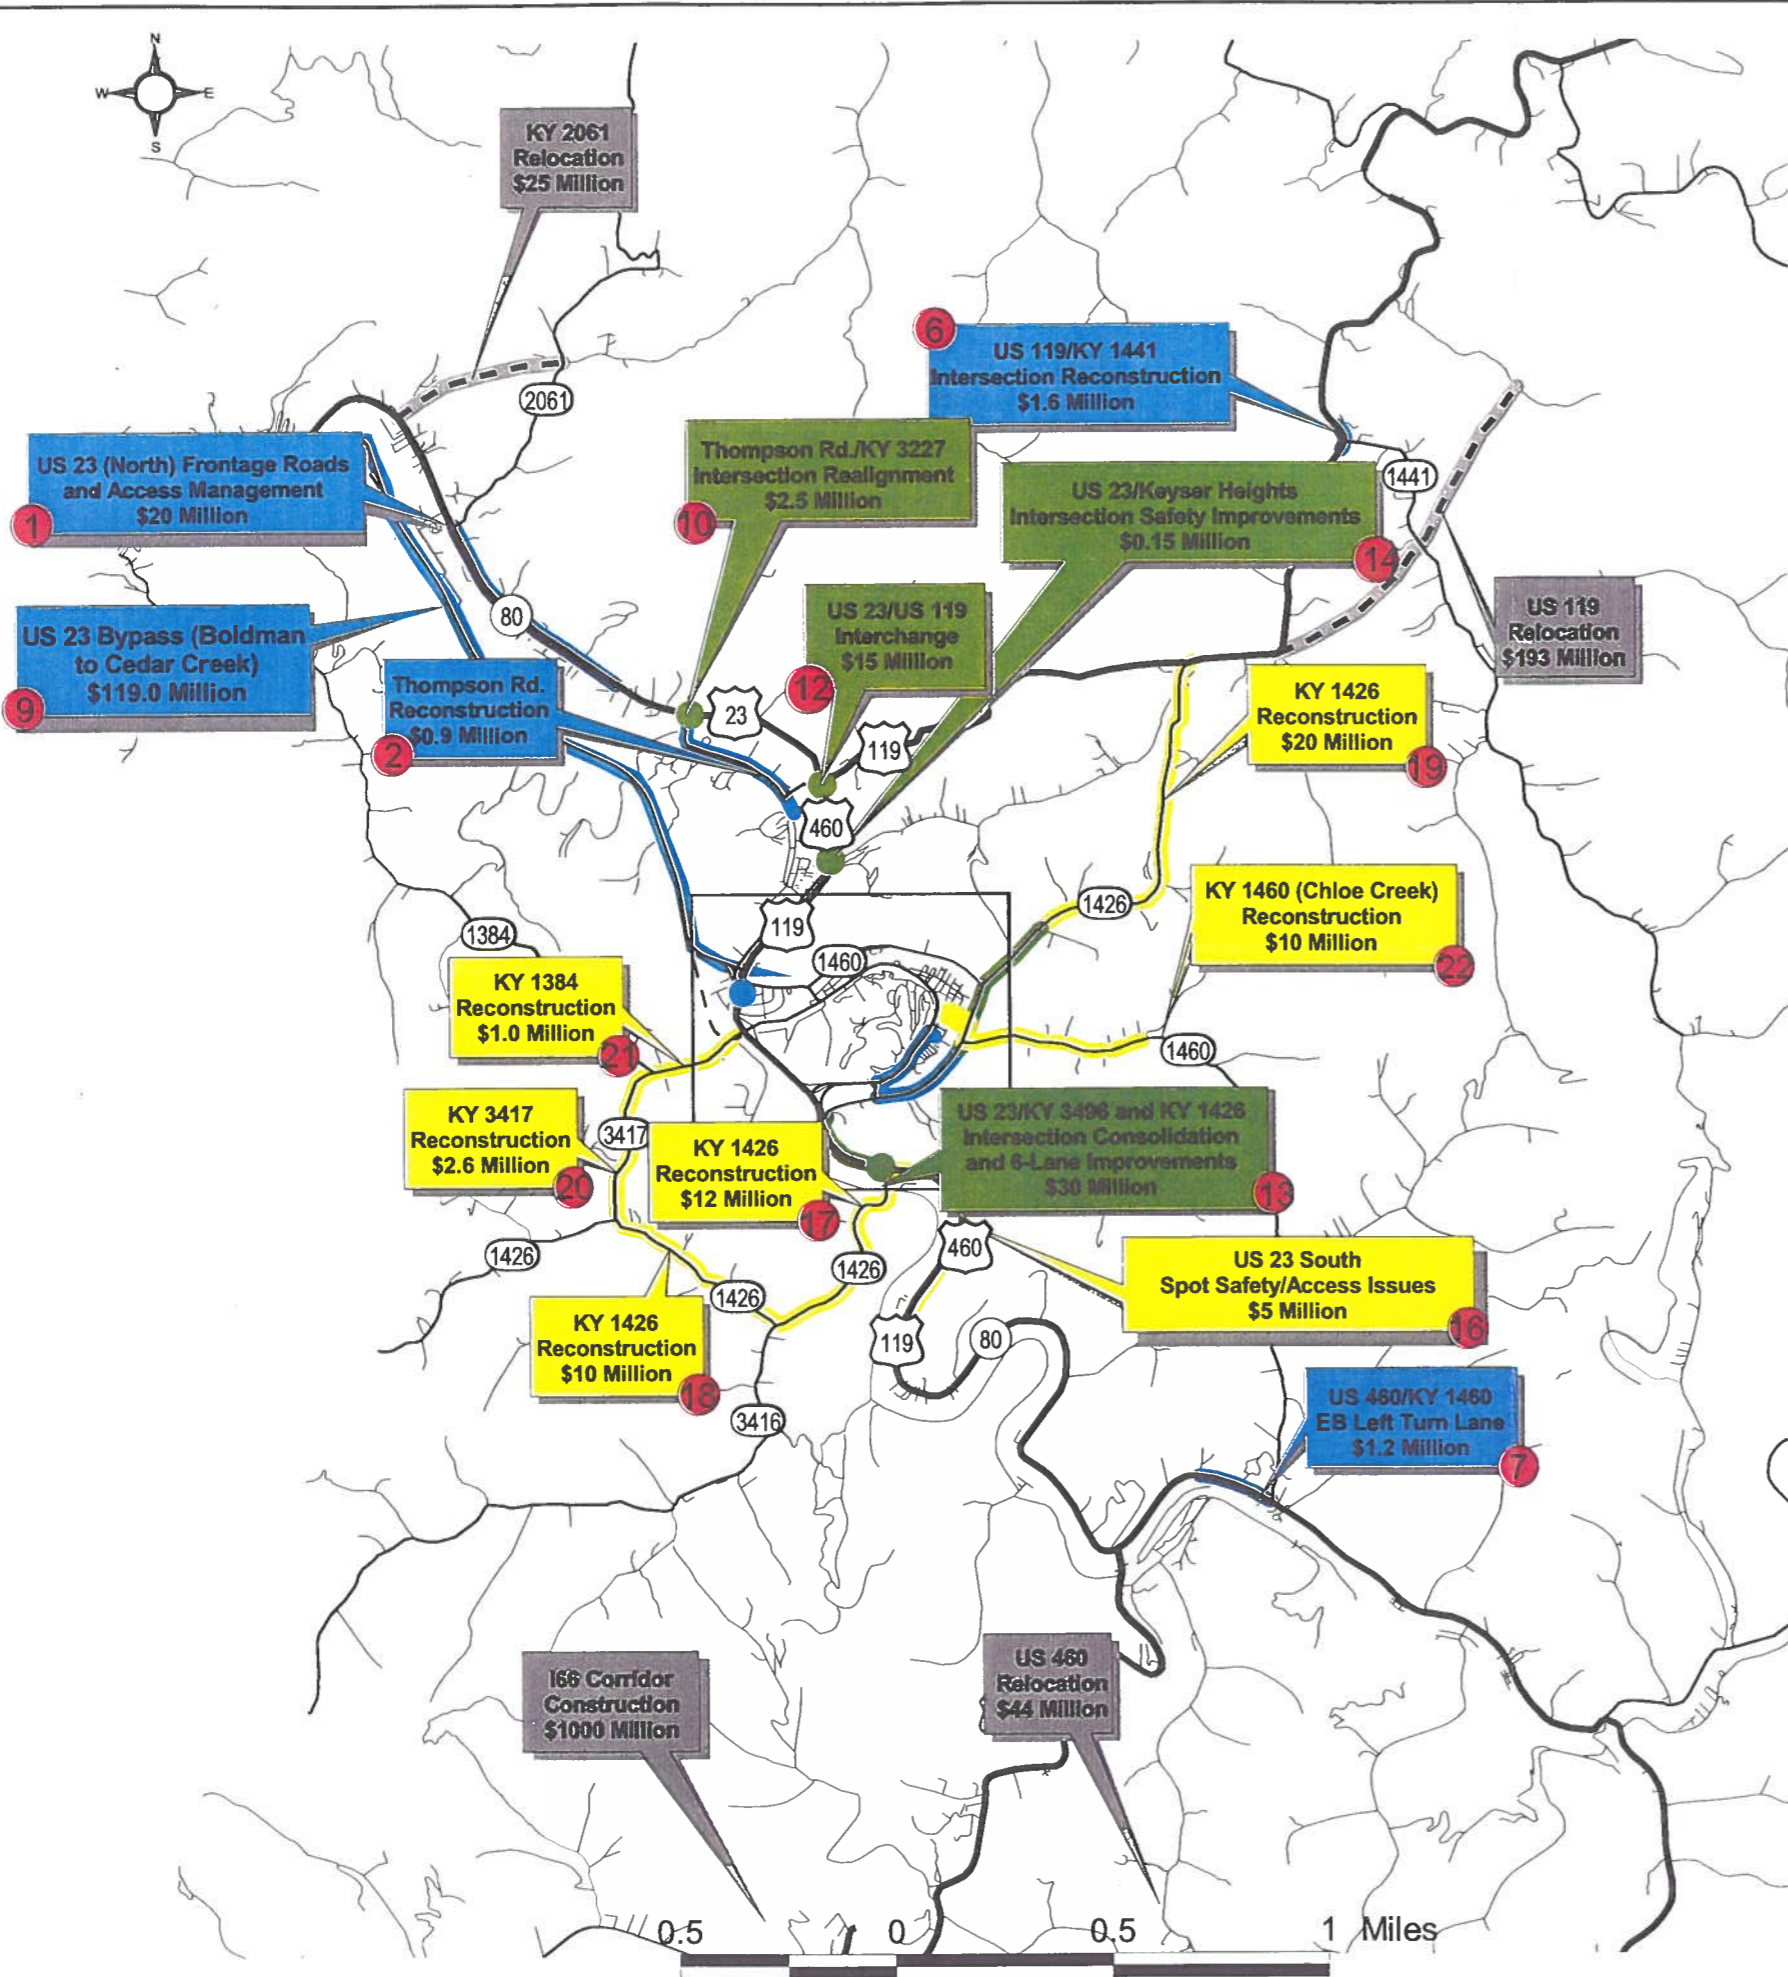 N
W E
S
KY 2061
Relocation
$25 Million
2061
6
US 119/KY 1441
Intersection Reconstruction
$1.6 Million
US 23 (North) Frontage Roads
and Access Management
$20 Million
1
Thompson Rd./KY 3227
Intersection Realignment
$2.5 Million
10
US 23/Keyser Heights
Intersection Safety Improvements
$0.15 Million
14
1441
80
US 23 Bypass (Boldman
to Cedar Creek)
$119.0 Million
9
US 23/US 119
Interchange
$15 Million
12
US 119
Relocation
$193 Million
Thompson Rd.
Reconstruction
$0.9 Million
2
23
119
460
KY 1426
Reconstruction
$20 Million
19
1426
KY 1460 (Chloe Creek)
Reconstruction
$10 Million
22
119
1384
1460
KY 1384
Reconstruction
$1.0 Million
21
1460
KY 3417
Reconstruction
$2.6 Million
20
3417
KY 1426
Reconstruction
$12 Million
17
US 23/KY 3496 and KY 1426
Intersection Consolidation
and 6-Lane Improvements
$30 Million
13
1426
1426
460
US 23 South
Spot Safety/Access Issues
$5 Million
16
1426
KY 1426
Reconstruction
$10 Million
18
119
80
3416
US 460/KY 1460
EB Left Turn Lane
$1.2 Million
7
I66 Corridor
Construction
$1000 Million
US 460
Relocation
$44 Million
0.5 0 0.5 1 Miles